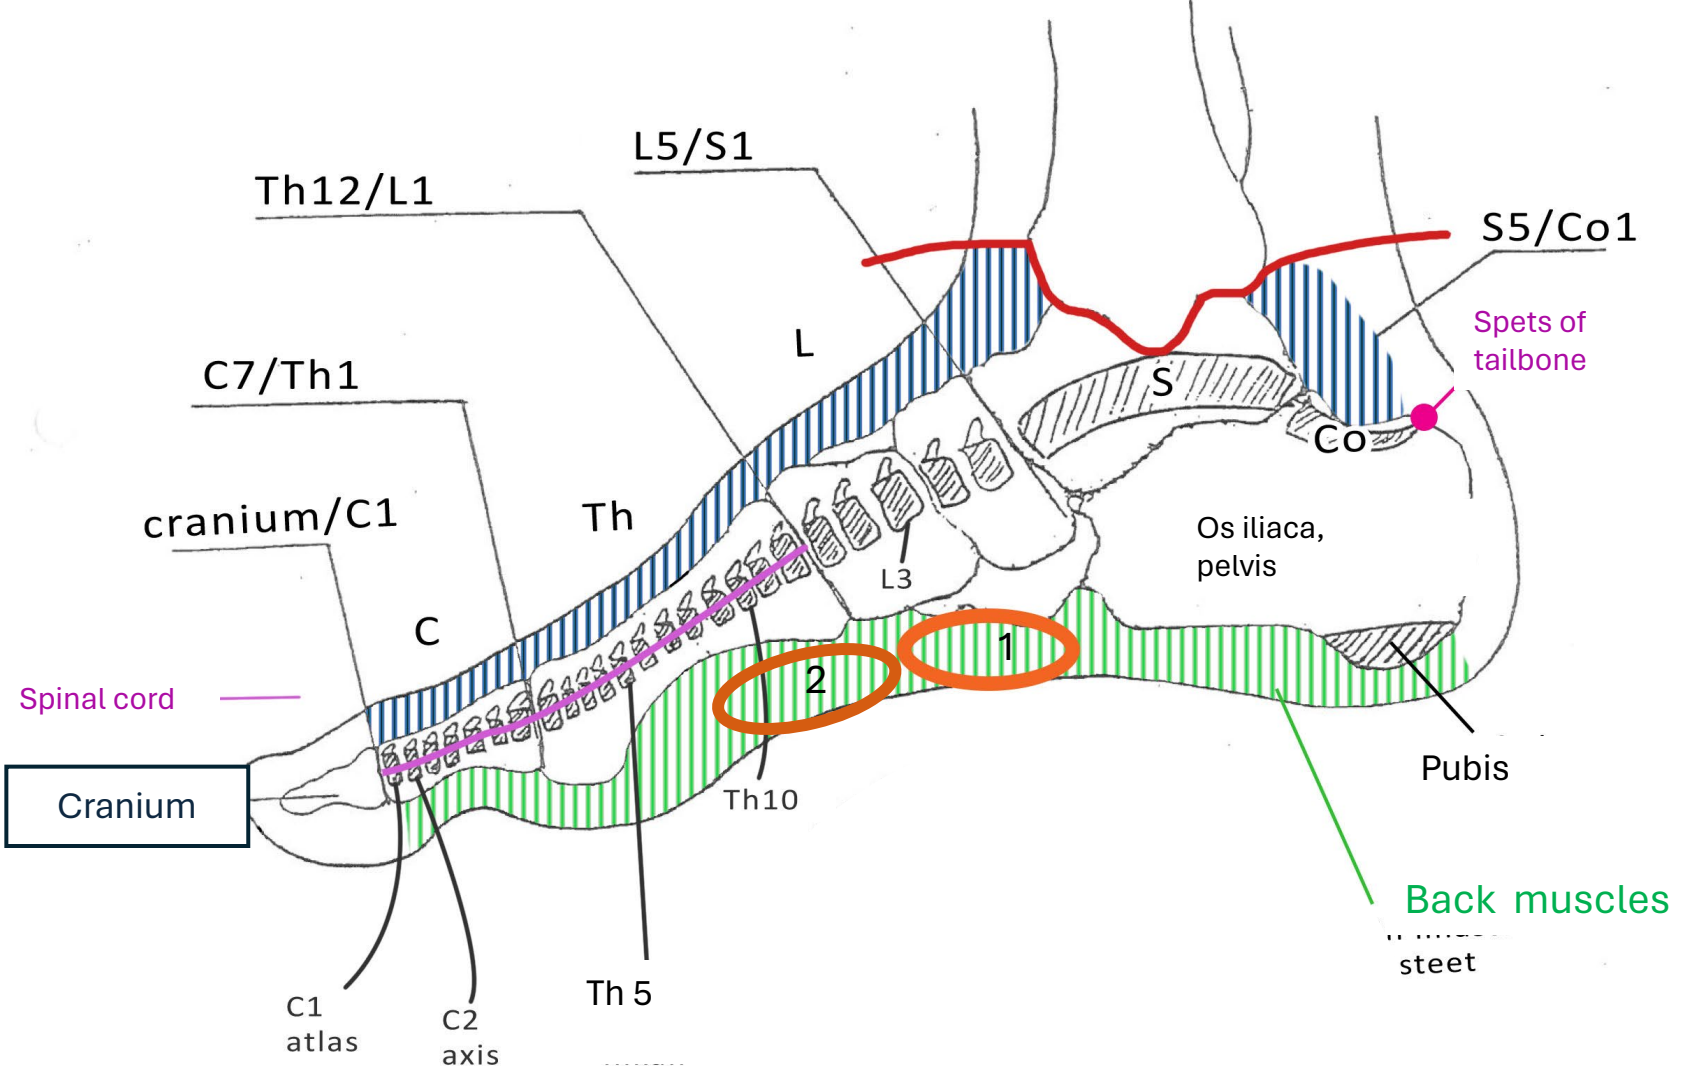 L5/S1
Th12/L1
S5/Co1
Spets of
tailbone
L
C7/Th1
S
Co
cranium/C1
Th
Os iliaca,
pelvis
L3
C
1
2
Spinal cord
Pubis
Th10
Cranium
Back muscles
steet
Th 5
C1
atlas
C2
axis